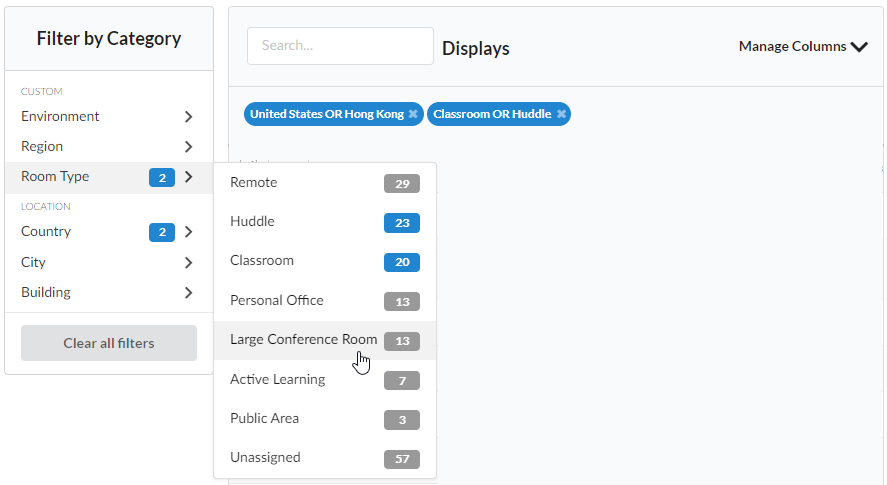 Filter by Category
CUSTOM
Environment
Region
Room Type 2
LOCATION
Country 2
City
Building
Clear all filters
Search...
Displays
Manage Columns
United States OR Hong Kong ×
Classroom OR Huddle ×
Remote 29
Huddle 23
Classroom 20
Personal Office 13
Large Conference Room 13
Active Learning 7
Public Area 3
Unassigned 57